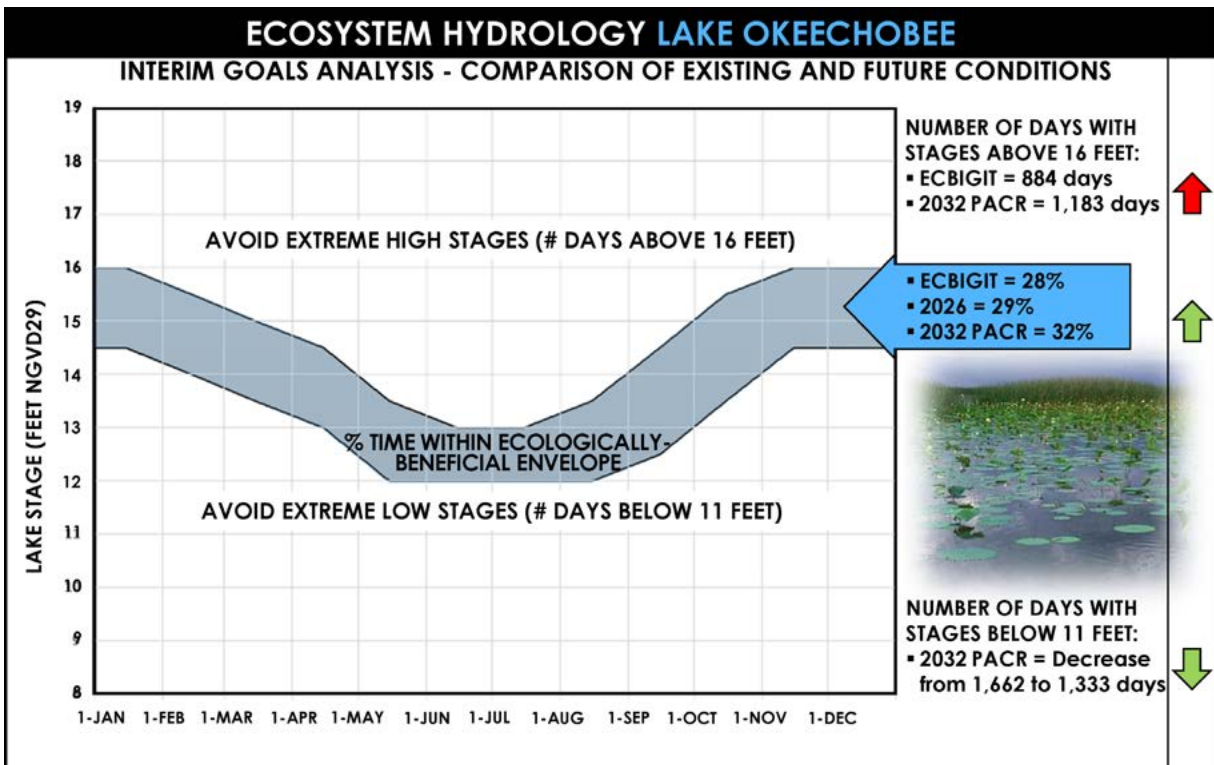 ECOSYSTEM HYDROLOGY LAKE OKEECHOBEE
INTERIM GOALS ANALYSIS - COMPARISON OF EXISTING AND FUTURE CONDITIONS
LAKE STAGE (FEET NGVD29)
19
18
17
16
15
14
13
12
11
10
9
8
AVOID EXTREME HIGH STAGES (# DAYS ABOVE 16 FEET)
% TIME WITHIN ECOLOGICALLY-
BENEFICIAL ENVELOPE
AVOID EXTREME LOW STAGES (# DAYS BELOW 11 FEET)
1-JAN 1-FEB 1-MAR 1-APR 1-MAY 1-JUN 1-JUL 1-AUG 1-SEP 1-OCT 1-NOV 1-DEC
NUMBER OF DAYS WITH
STAGES ABOVE 16 FEET:
▪ ECBIGIT = 884 days
▪ 2032 PACR = 1,183 days
▪ ECBIGIT = 28%
▪ 2026 = 29%
▪ 2032 PACR = 32%
NUMBER OF DAYS WITH
STAGES BELOW 11 FEET:
▪ 2032 PACR = Decrease
from 1,662 to 1,333 days